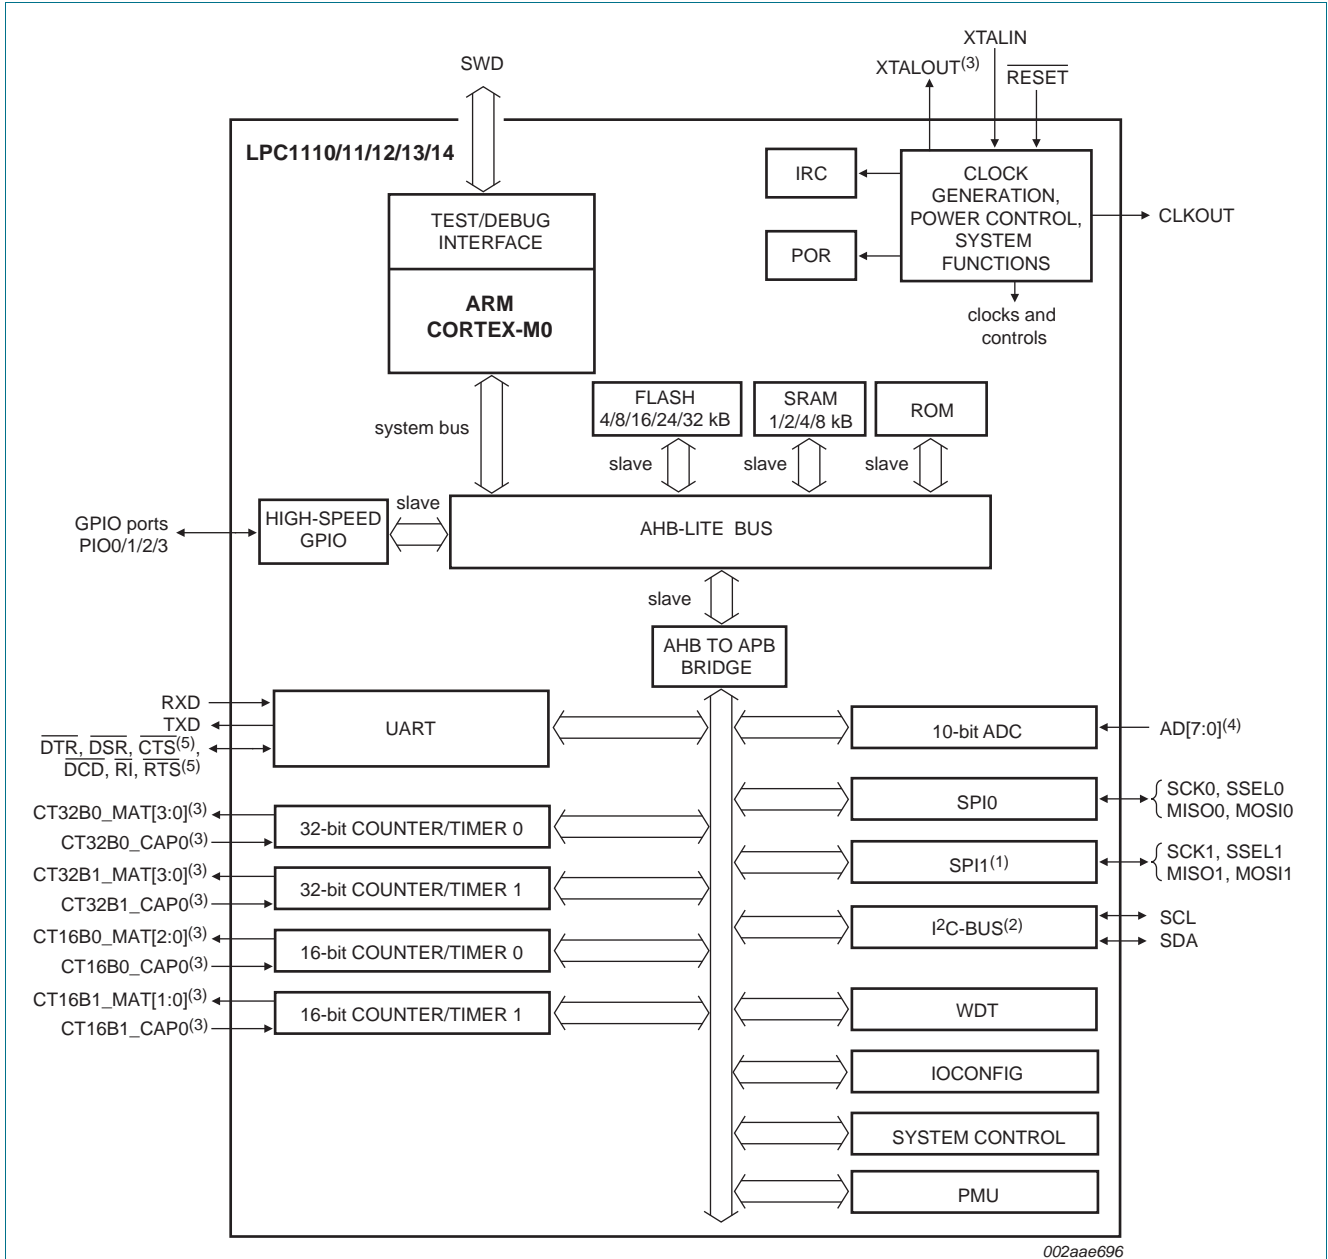 XTALIN
SWD
XTALOUT(3)
RESET
LPC1110/11/12/13/14
IRC
CLOCK
GENERATION,
POWER CONTROL,
SYSTEM
FUNCTIONS
CLKOUT
POR
TEST/DEBUG
INTERFACE
ARM
CORTEX-M0
clocks and
controls
FLASH
4/8/16/24/32 kB
SRAM
1/2/4/8 kB
ROM
system bus
slave
slave
slave
slave
GPIO ports
PIO0/1/2/3
HIGH-SPEED
GPIO
AHB-LITE BUS
slave
AHB TO APB
BRIDGE
RXD
TXD
DTR, DSR, CTS(5),
DCD, RI, RTS(5)
UART
10-bit ADC
AD[7:0](4)
SPI0
SCK0, SSEL0
MISO0, MOSI0
CT32B0_MAT[3:0](3)
CT32B0_CAP0(3)
32-bit COUNTER/TIMER 0
SPI1(1)
SCK1, SSEL1
MISO1, MOSI1
CT32B1_MAT[3:0](3)
CT32B1_CAP0(3)
32-bit COUNTER/TIMER 1
I2C-BUS(2)
SCL
SDA
CT16B0_MAT[2:0](3)
CT16B0_CAP0(3)
16-bit COUNTER/TIMER 0
CT16B1_MAT[1:0](3)
CT16B1_CAP0(3)
16-bit COUNTER/TIMER 1
WDT
IOCONFIG
SYSTEM CONTROL
PMU
002aae696